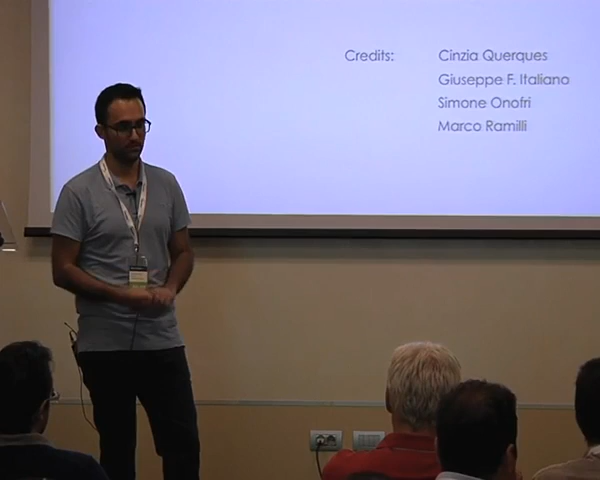 Credits: Cinzia Querques
Giuseppe F. Italiano
Simone Onofri
Marco Ramilli